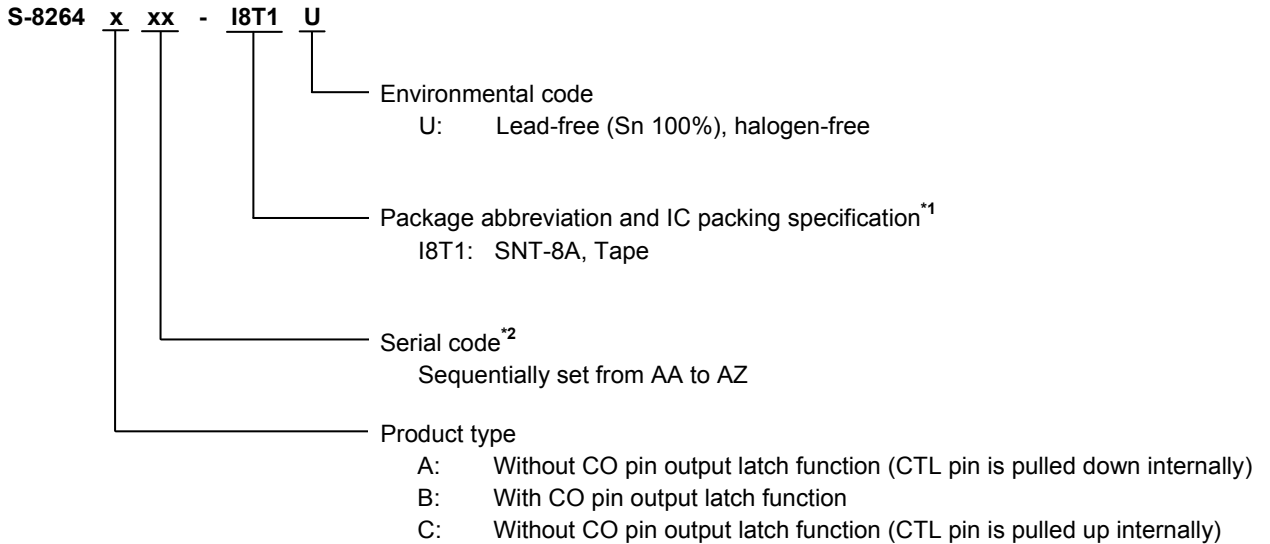 S-8264 x xx - I8T1 U
Environmental code
U: Lead-free (Sn 100%), halogen-free
Package abbreviation and IC packing specification*1
I8T1: SNT-8A, Tape
Serial code*2
Sequentially set from AA to AZ
Product type
A: Without CO pin output latch function (CTL pin is pulled down internally)
B: With CO pin output latch function
C: Without CO pin output latch function (CTL pin is pulled up internally)